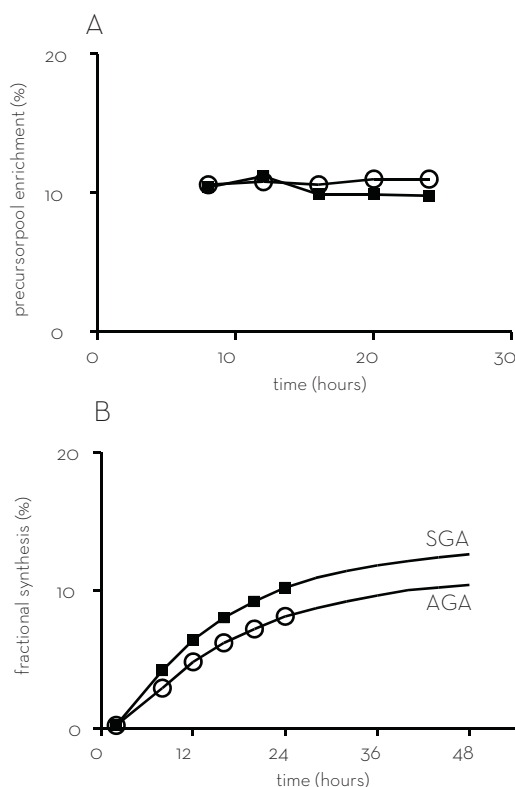 A
20
10
0
precursorpool enrichment (%)
0 10 20 30
time (hours)
B
20
10
0
fractional synthesis (%)
SGA
AGA
0 12 24 36 48
time (hours)